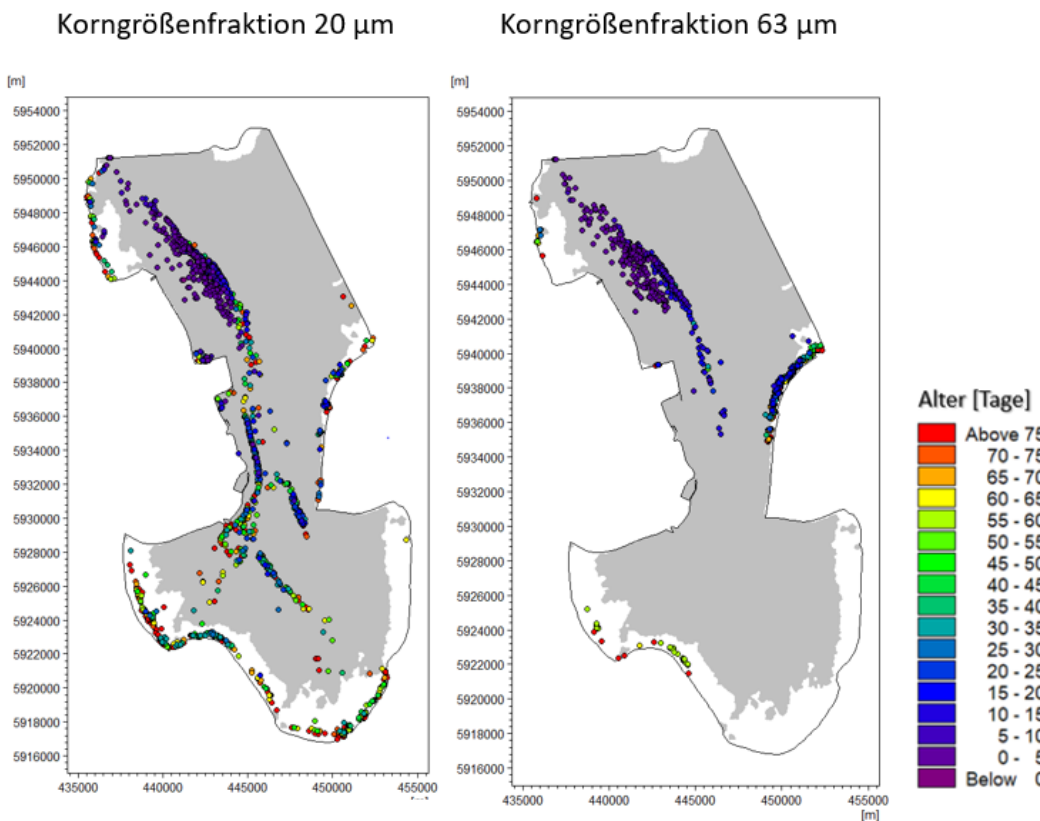 Korngrößenfraktion 20 µm
Korngrößenfraktion 63 µm
[m]
5954000
5952000
5950000
5948000
5946000
5944000
5942000
5940000
5938000
5936000
5934000
5932000
5930000
5928000
5926000
5924000
5922000
5920000
5918000
5916000
435000 440000 445000 450000 455000
[m]
5954000
5952000
5950000
5948000
5946000
5944000
5942000
5940000
5938000
5936000
5934000
5932000
5930000
5928000
5926000
5924000
5922000
5920000
5918000
5916000
435000 440000 445000 450000 455000
[m]
Alter [Tage]
Above 75
70 - 75
65 - 70
60 - 65
55 - 60
50 - 55
45 - 50
40 - 45
35 - 40
30 - 35
25 - 30
20 - 25
15 - 20
10 - 15
5 - 10
0 - 5
Below 0